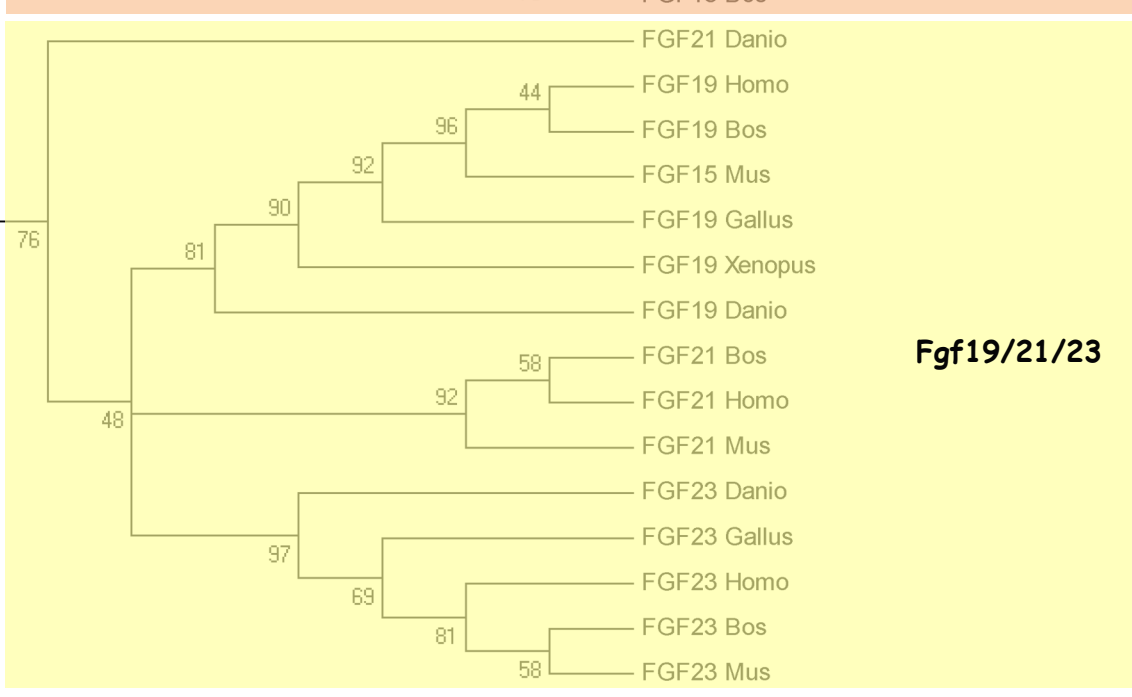 FGF21 Danio
44 FGF19 Homo
96 FGF19 Bos
92 FGF15 Mus
90 FGF19 Gallus
76 81 FGF19 Xenopus
FGF19 Danio
58 FGF21 Bos Fgf19/21/23
48 92 FGF21 Homo
FGF21 Mus
FGF23 Danio
97 FGF23 Gallus
69 FGF23 Homo
81 FGF23 Bos
58 FGF23 Mus